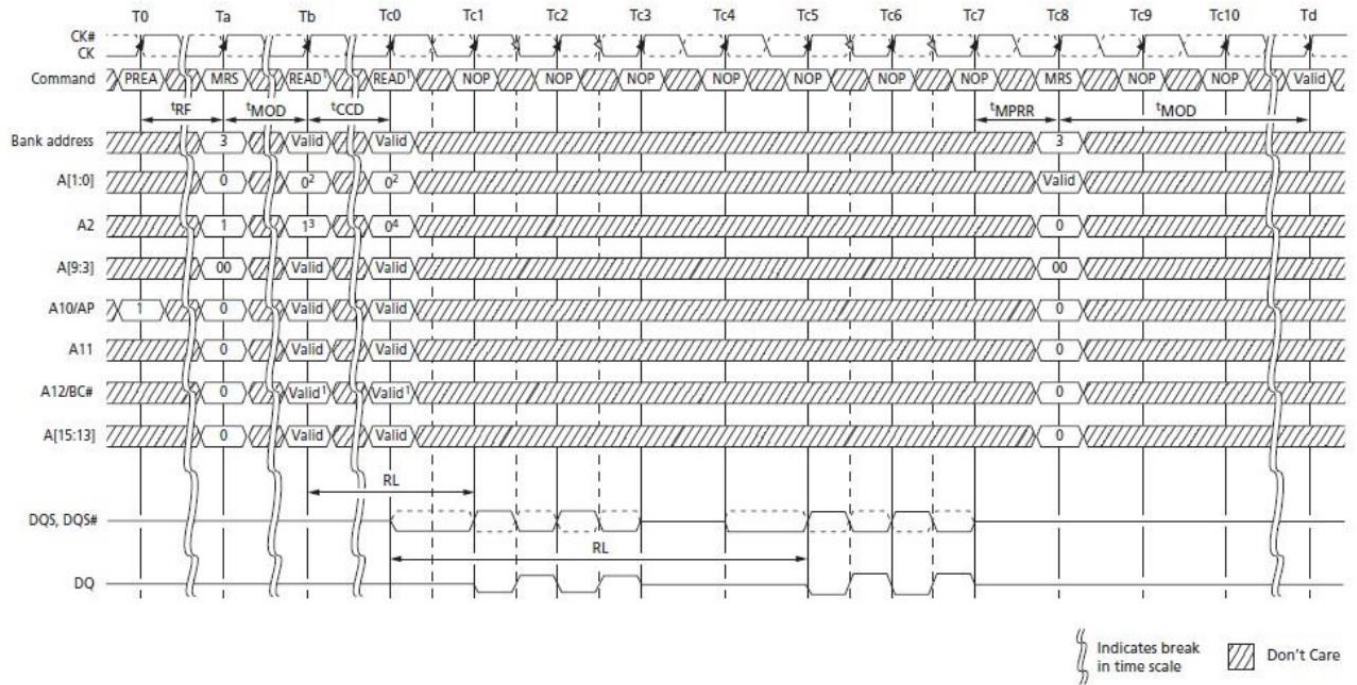 T0 Ta Tb Tc0 Tc1 Tc2 Tc3 Tc4 Tc5 Tc6 Tc7 Tc8 Tc9 Tc10 Td
CK#
CK
Command PREA MRS READ¹ READ¹ NOP NOP NOP NOP NOP NOP NOP MRS NOP NOP Valid
tRF tMOD tCCD tMPRR tMOD
Bank address 3 Valid Valid 3
A[1:0] 0 0² 0² Valid
A2 1 1³ 0⁴ 0
A[9:3] 00 Valid Valid 00
A10/AP 1 0 Valid Valid 0
A11 0 Valid Valid 0
A12/BC# 0 Valid¹ Valid¹ 0
A[15:13] 0 Valid Valid 0
RL
DQS, DQS#
RL
DQ
Indicates break
in time scale
Don't Care